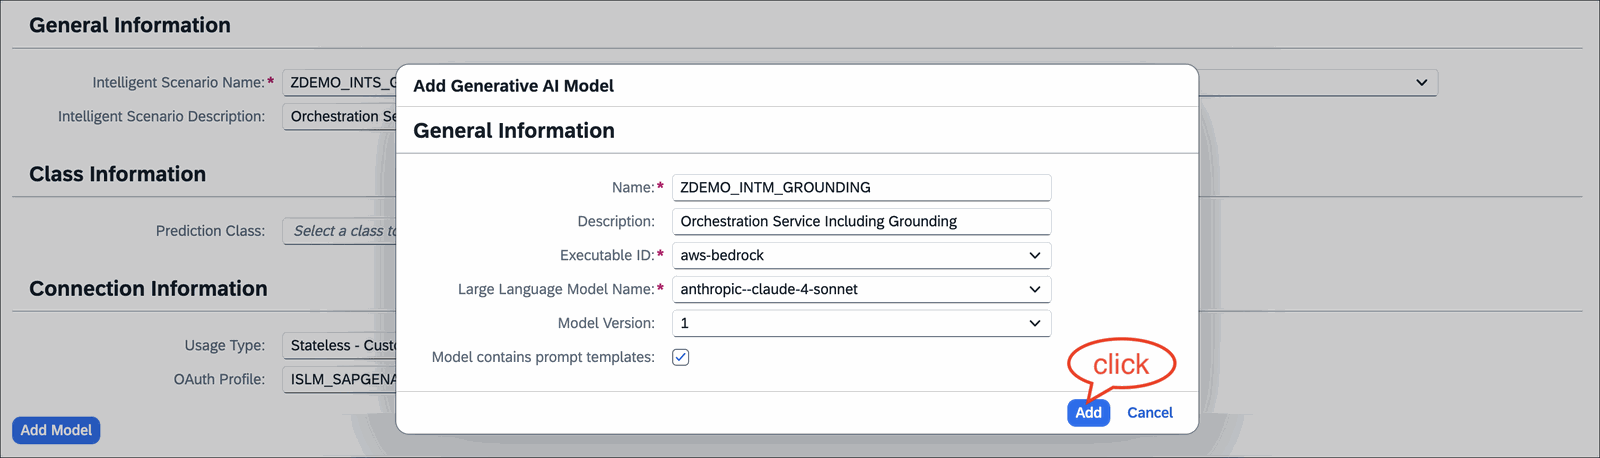 General Information
Intelligent Scenario Name:* ZDEMO_INTS_G
Intelligent Scenario Description: Orchestration Se
Class Information
Prediction Class: Select a class to
Connection Information
Usage Type: Stateless - Custo
OAuth Profile: ISLM_SAPGENA
Add Model
Add Generative AI Model
General Information
Name:* ZDEMO_INTM_GROUNDING
Description: Orchestration Service Including Grounding
Executable ID:* aws-bedrock
Large Language Model Name:* anthropic--claude-4-sonnet
Model Version: 1
Model contains prompt templates:
click
Add Cancel